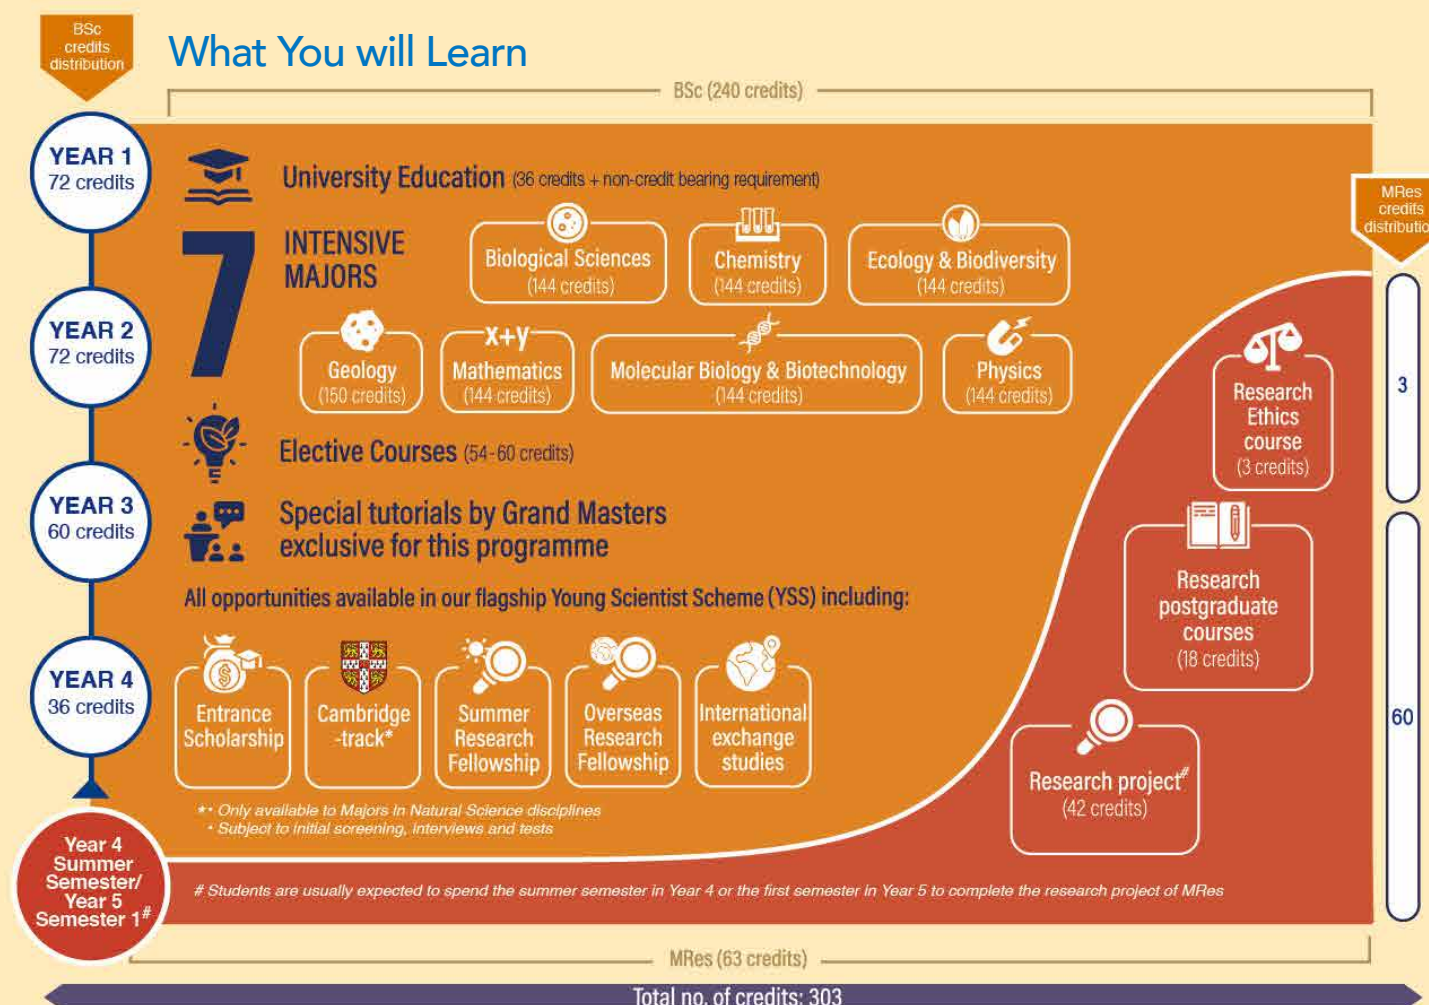 BSc
credits
distribution
What You will Learn
BSc (240 credits)
YEAR 1
72 credits
YEAR 2
72 credits
YEAR 3
60 credits
YEAR 4
36 credits
Year 4
Summer
Semester/
Year 5
Semester 1#
University Education (36 credits + non-credit bearing requirement)
7
INTENSIVE
MAJORS
Biological Sciences
(144 credits)
Chemistry
(144 credits)
Ecology & Biodiversity
(144 credits)
Geology
(150 credits)
x+y
Mathematics
(144 credits)
Molecular Biology & Biotechnology
(144 credits)
Physics
(144 credits)
Elective Courses (54-60 credits)
Special tutorials by Grand Masters
exclusive for this programme
All opportunities available in our flagship Young Scientist Scheme (YSS) including:
$
Entrance
Scholarship
Cambridge
-track*
Summer
Research
Fellowship
Overseas
Research
Fellowship
International
exchange
studies
*• Only available to Majors in Natural Science disciplines
• Subject to initial screening, interviews and tests
MRes
credits
distributio
3
60
Research
Ethics
course
(3 credits)
Research
postgraduate
courses
(18 credits)
Research project#
(42 credits)
# Students are usually expected to spend the summer semester in Year 4 or the first semester in Year 5 to complete the research project of MRes
MRes (63 credits)
Total no. of credits: 303